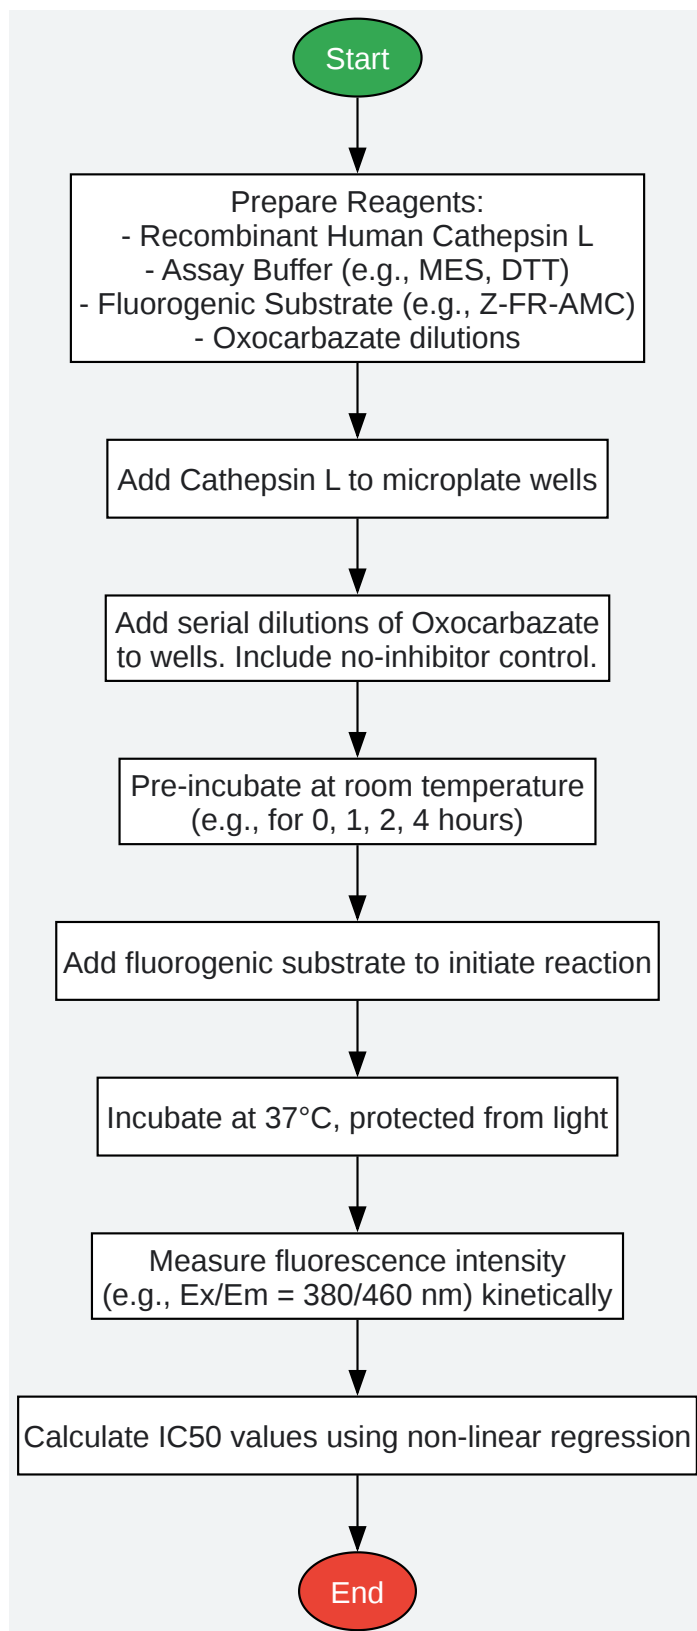 Start
Prepare Reagents:
- Recombinant Human Cathepsin L
- Assay Buffer (e.g., MES, DTT)
- Fluorogenic Substrate (e.g., Z-FR-AMC)
- Oxocarbazate dilutions
Add Cathepsin L to microplate wells
Add serial dilutions of Oxocarbazate
to wells. Include no-inhibitor control.
Pre-incubate at room temperature
(e.g., for 0, 1, 2, 4 hours)
Add fluorogenic substrate to initiate reaction
Incubate at 37°C, protected from light
Measure fluorescence intensity
(e.g., Ex/Em = 380/460 nm) kinetically
Calculate IC50 values using non-linear regression
End